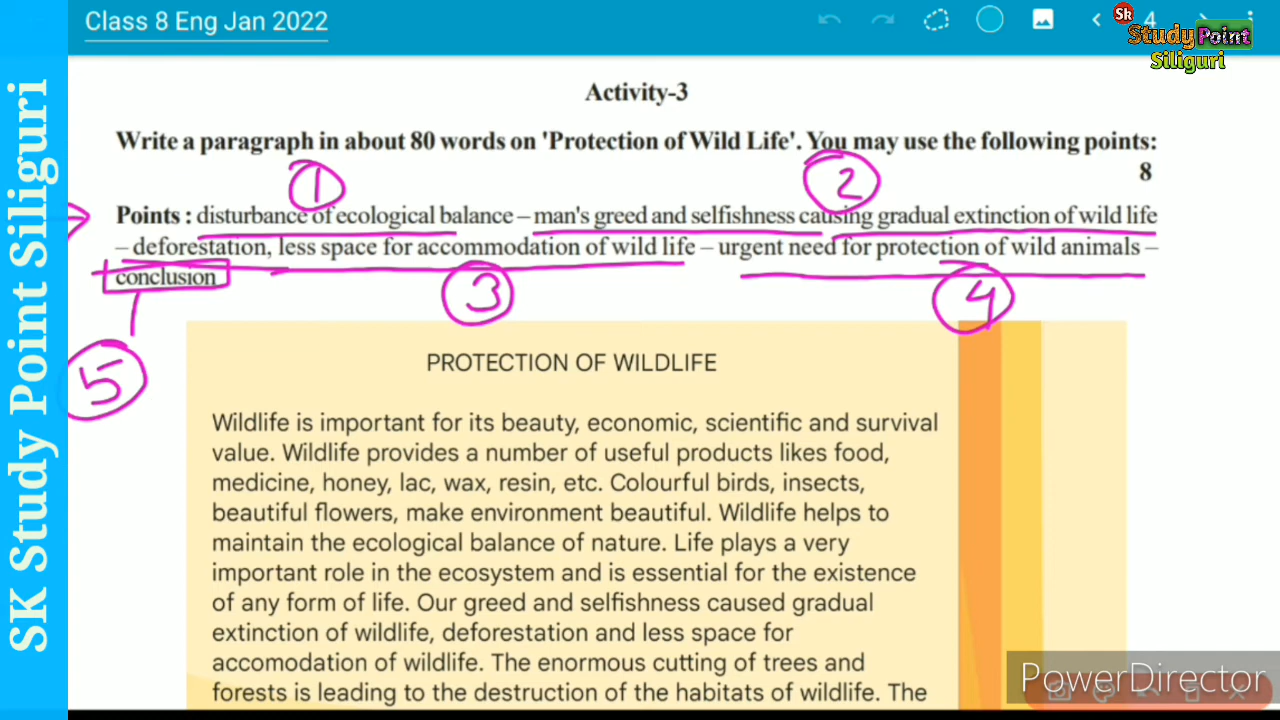 Class 8 Eng Jan 2022
4
Sk
Study Point
Siliguri
SK Study Point Siliguri
Activity-3
Write a paragraph in about 80 words on 'Protection of Wild Life'. You may use the following points:
8
1
2
Points : disturbance of ecological balance – man's greed and selfishness causing gradual extinction of wild life
– deforestation, less space for accommodation of wild life – urgent need for protection of wild animals –
conclusion
3
4
5
PROTECTION OF WILDLIFE
Wildlife is important for its beauty, economic, scientific and survival
value. Wildlife provides a number of useful products likes food,
medicine, honey, lac, wax, resin, etc. Colourful birds, insects,
beautiful flowers, make environment beautiful. Wildlife helps to
maintain the ecological balance of nature. Life plays a very
important role in the ecosystem and is essential for the existence
of any form of life. Our greed and selfishness caused gradual
extinction of wildlife, deforestation and less space for
accomodation of wildlife. The enormous cutting of trees and
forests is leading to the destruction of the habitats of wildlife. The
PowerDirector